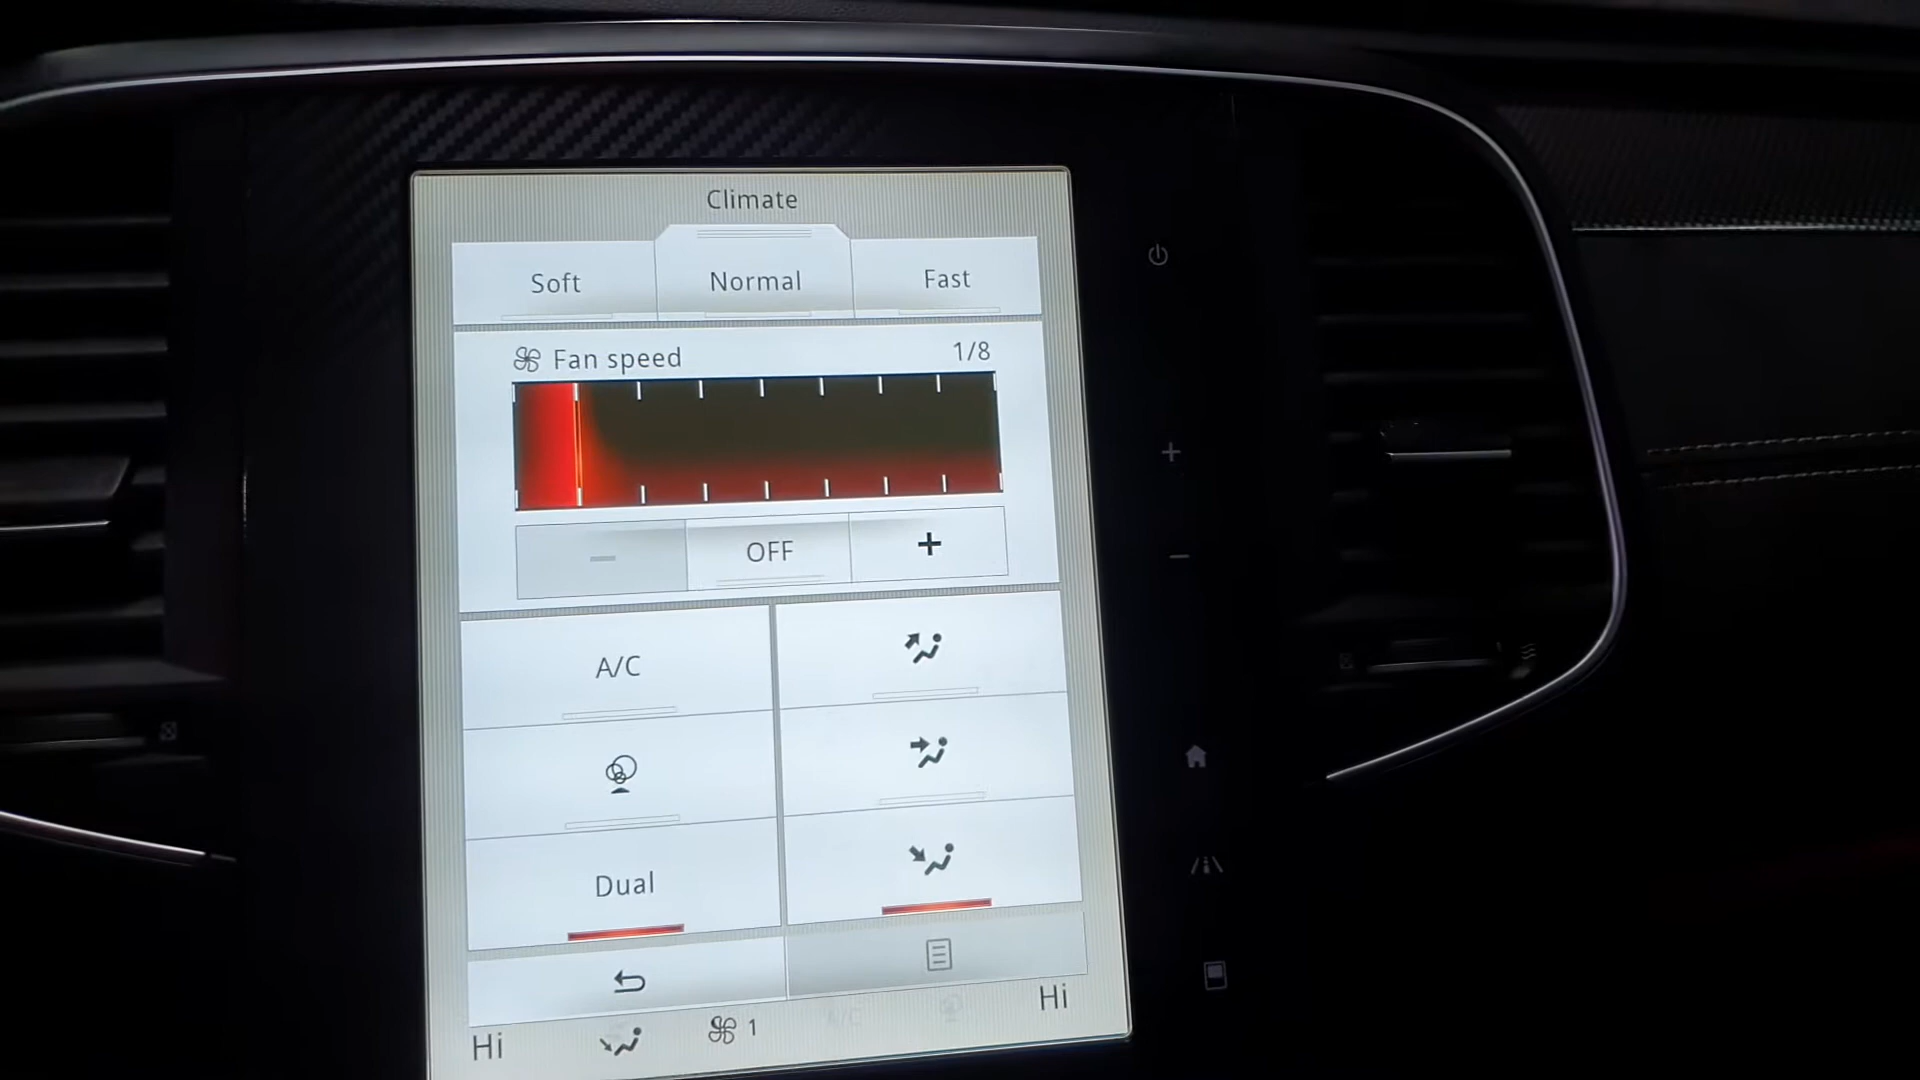 Climate
Soft Normal Fast
Fan speed 1/8
OFF
A/C
Dual
Hi 1 A/C Hi